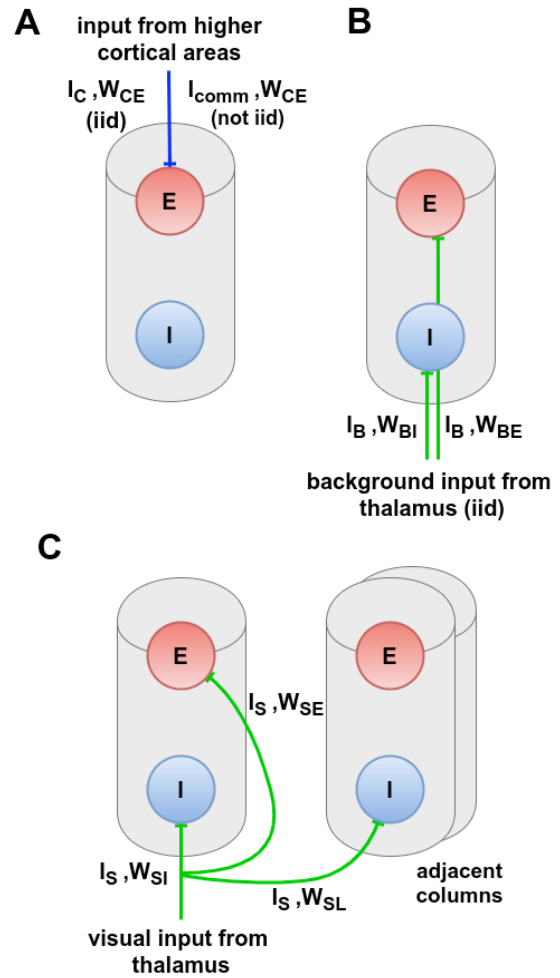 A
input from higher
cortical areas
I_C ,W_CE
(iid)
I_comm ,W_CE
(not iid)
E
I
B
E
I
I_B ,W_BI
I_B ,W_BE
background input from
thalamus (iid)
C
E
I
E
I
I_S ,W_SE
I_S ,W_SI
I_S ,W_SL
adjacent
columns
visual input from
thalamus